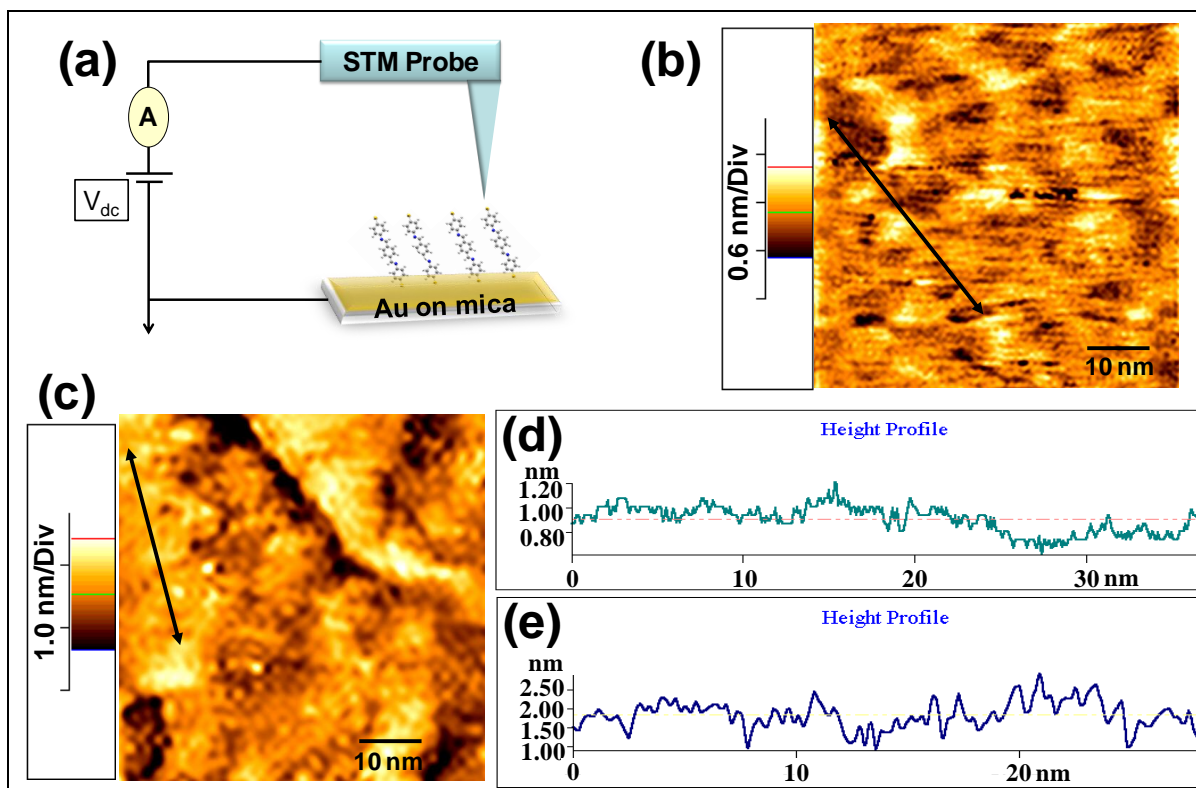 (a)
STM Probe
A
Vdc
Au on mica
(b)
0.6 nm/Div
10 nm
(c)
1.0 nm/Div
10 nm
(d)
Height Profile
nm
1.20
1.00
0.80
0 10 20 30 nm
(e)
Height Profile
nm
2.50
2.00
1.50
1.00
0 10 20 nm